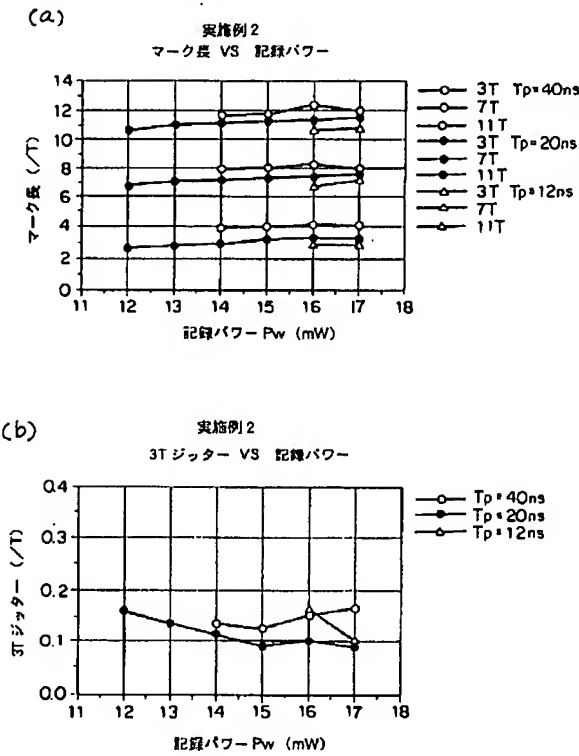 (a)
実施例2
マーク長 VS 記録パワー
マーク長 (/T)
14
12
10
8
6
4
2
0
11 12 13 14 15 16 17 18
記録パワー Pw (mW)
3T Tp=40ns
7T
11T
3T Tp=20ns
7T
11T
3T Tp=12ns
7T
11T
(b)
実施例2
3T ジッター VS 記録パワー
3T ジッター (/T)
0.4
0.3
0.2
0.1
0.0
11 12 13 14 15 16 17 18
記録パワー Pw (mW)
Tp=40ns
Tp=20ns
Tp=12ns